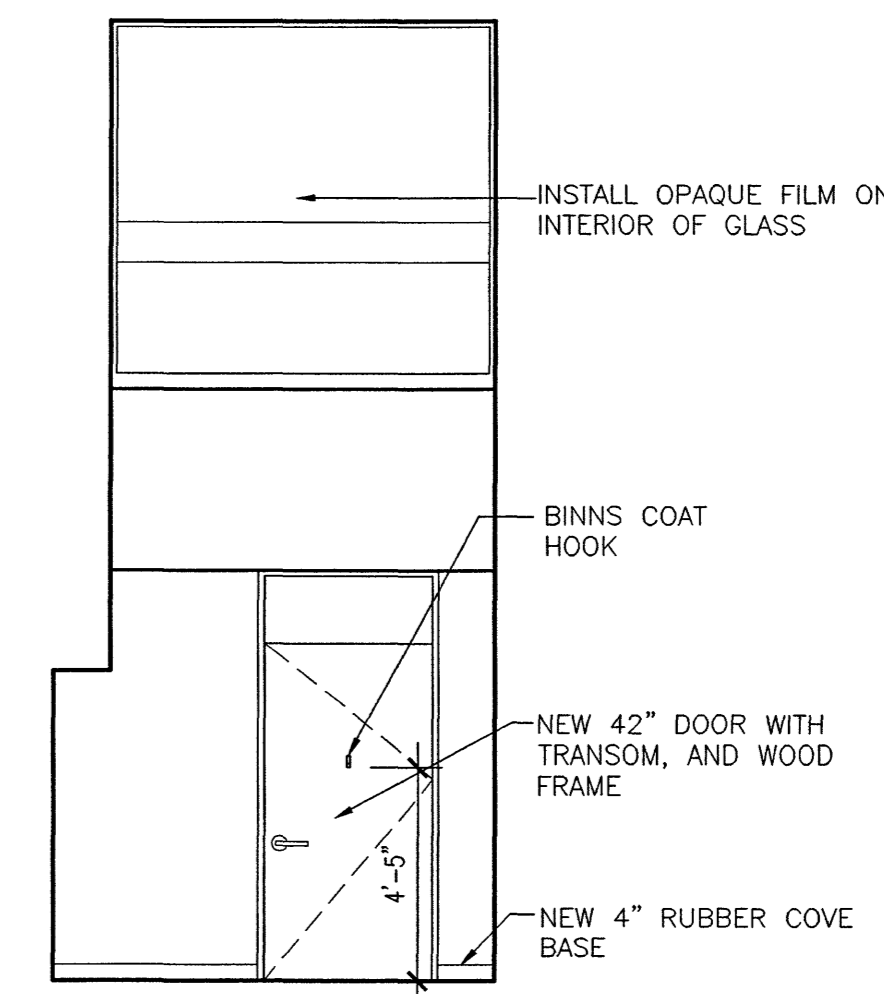 INSTALL OPAQUE FILM ON
INTERIOR OF GLASS
BINNS COAT
HOOK
NEW 42” DOOR WITH
TRANSOM, AND WOOD
FRAME
4'-5"
NEW 4” RUBBER COVE
BASE